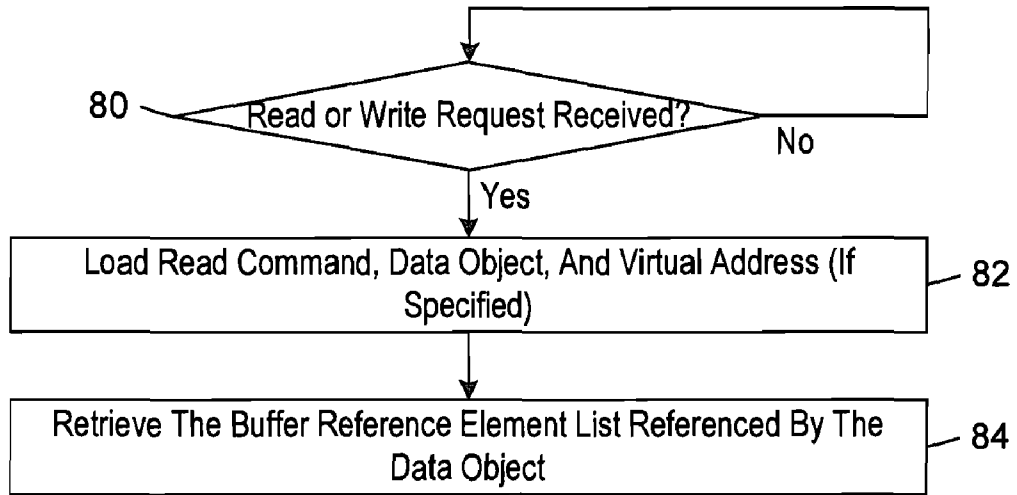 80
Read or Write Request Received?
No
Yes
Load Read Command, Data Object, And Virtual Address (If
Specified)
82
Retrieve The Buffer Reference Element List Referenced By The
Data Object
84